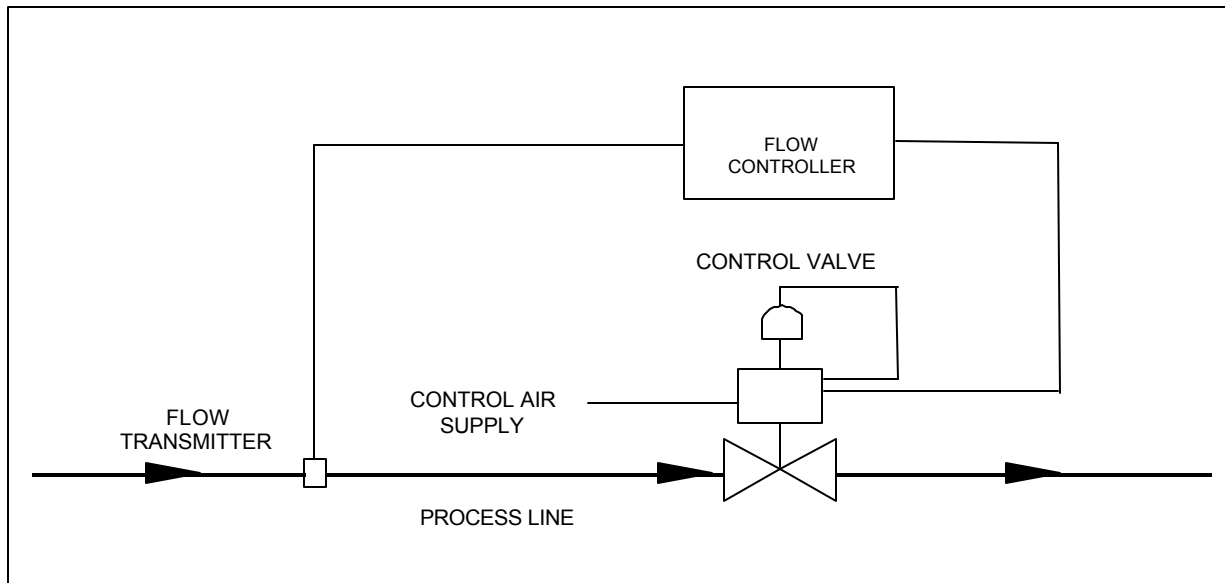 FLOW
CONTROLLER
CONTROL VALVE
CONTROL AIR
SUPPLY
FLOW
TRANSMITTER
PROCESS LINE